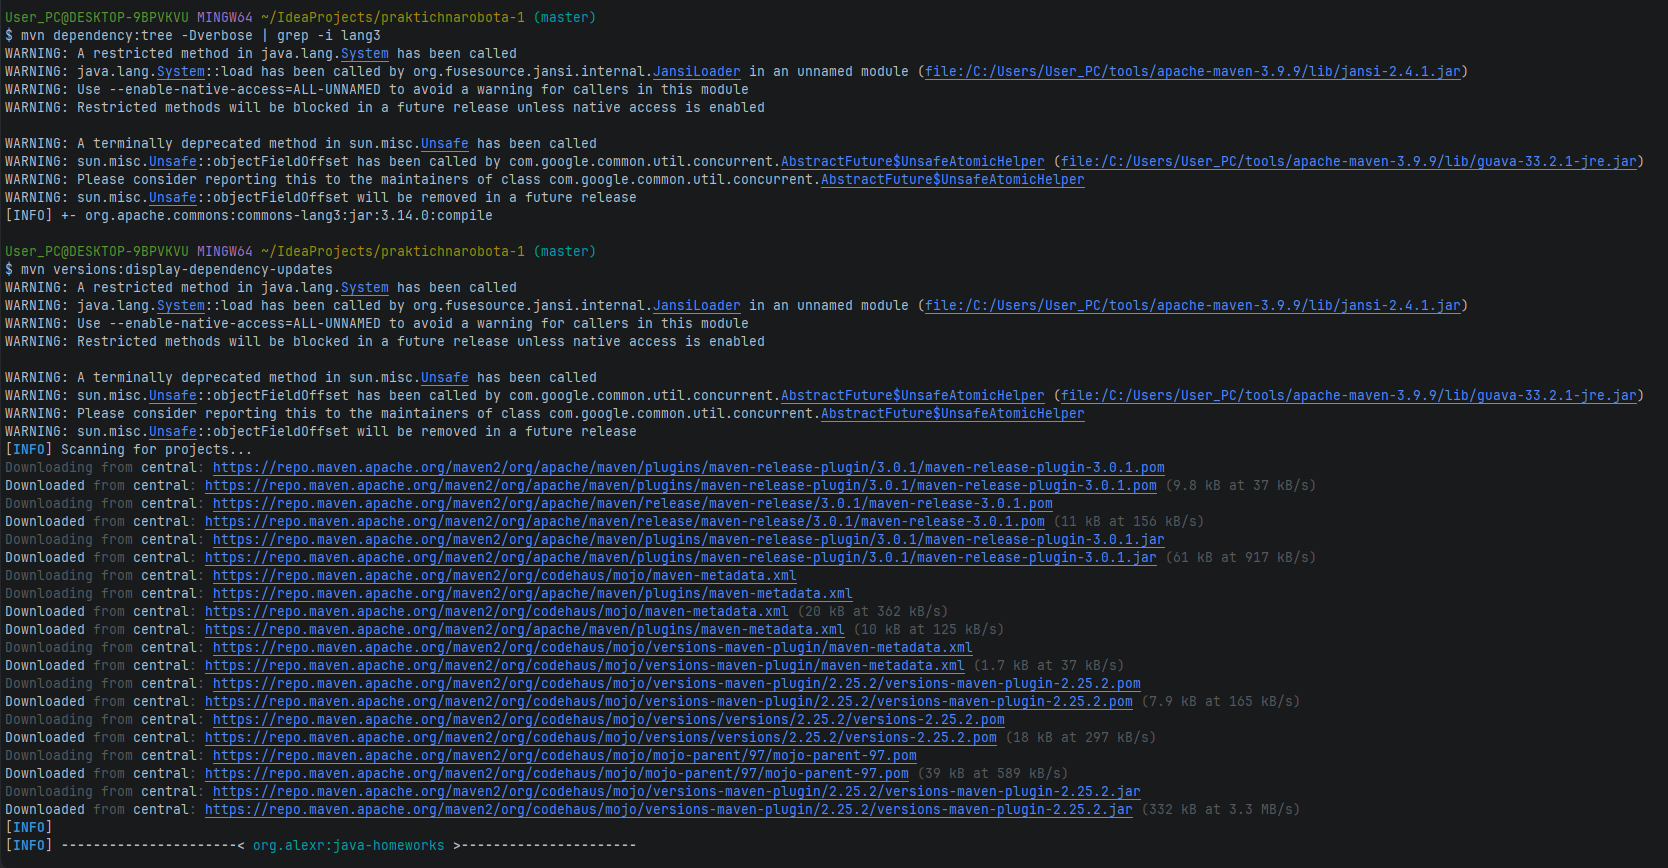 User_PC@DESKTOP-9BPVKVU MINGW64 ~/IdeaProjects/praktichnarobota-1 (master)
$ mvn dependency:tree -Dverbose | grep -i lang3
WARNING: A restricted method in java.lang.System has been called
WARNING: java.lang.System::load has been called by org.fusesource.jansi.internal.JansiLoader in an unnamed module (file:/C:/Users/User_PC/tools/apache-maven-3.9.9/lib/jansi-2.4.1.jar)
WARNING: Use --enable-native-access=ALL-UNNAMED to avoid a warning for callers in this module
WARNING: Restricted methods will be blocked in a future release unless native access is enabled
WARNING: A terminally deprecated method in sun.misc.Unsafe has been called
WARNING: sun.misc.Unsafe::objectFieldOffset has been called by com.google.common.util.concurrent.AbstractFuture$UnsafeAtomicHelper (file:/C:/Users/User_PC/tools/apache-maven-3.9.9/lib/guava-33.2.1-jre.jar)
WARNING: Please consider reporting this to the maintainers of class com.google.common.util.concurrent.AbstractFuture$UnsafeAtomicHelper
WARNING: sun.misc.Unsafe::objectFieldOffset will be removed in a future release
[INFO] +- org.apache.commons:commons-lang3:jar:3.14.0:compile
User_PC@DESKTOP-9BPVKVU MINGW64 ~/IdeaProjects/praktichnarobota-1 (master)
$ mvn versions:display-dependency-updates
WARNING: A restricted method in java.lang.System has been called
WARNING: java.lang.System::load has been called by org.fusesource.jansi.internal.JansiLoader in an unnamed module (file:/C:/Users/User_PC/tools/apache-maven-3.9.9/lib/jansi-2.4.1.jar)
WARNING: Use --enable-native-access=ALL-UNNAMED to avoid a warning for callers in this module
WARNING: Restricted methods will be blocked in a future release unless native access is enabled
WARNING: A terminally deprecated method in sun.misc.Unsafe has been called
WARNING: sun.misc.Unsafe::objectFieldOffset has been called by com.google.common.util.concurrent.AbstractFuture$UnsafeAtomicHelper (file:/C:/Users/User_PC/tools/apache-maven-3.9.9/lib/guava-33.2.1-jre.jar)
WARNING: Please consider reporting this to the maintainers of class com.google.common.util.concurrent.AbstractFuture$UnsafeAtomicHelper
WARNING: sun.misc.Unsafe::objectFieldOffset will be removed in a future release
[INFO] Scanning for projects...
Downloading from central: https://repo.maven.apache.org/maven2/org/apache/maven/plugins/maven-release-plugin/3.0.1/maven-release-plugin-3.0.1.pom
Downloaded from central: https://repo.maven.apache.org/maven2/org/apache/maven/plugins/maven-release-plugin/3.0.1/maven-release-plugin-3.0.1.pom (9.8 kB at 37 kB/s)
Downloading from central: https://repo.maven.apache.org/maven2/org/apache/maven/release/maven-release/3.0.1/maven-release-3.0.1.pom
Downloaded from central: https://repo.maven.apache.org/maven2/org/apache/maven/release/maven-release/3.0.1/maven-release-3.0.1.pom (11 kB at 156 kB/s)
Downloading from central: https://repo.maven.apache.org/maven2/org/apache/maven/plugins/maven-release-plugin/3.0.1/maven-release-plugin-3.0.1.jar
Downloaded from central: https://repo.maven.apache.org/maven2/org/apache/maven/plugins/maven-release-plugin/3.0.1/maven-release-plugin-3.0.1.jar (61 kB at 917 kB/s)
Downloading from central: https://repo.maven.apache.org/maven2/org/codehaus/mojo/maven-metadata.xml
Downloading from central: https://repo.maven.apache.org/maven2/org/apache/maven/plugins/maven-metadata.xml
Downloaded from central: https://repo.maven.apache.org/maven2/org/codehaus/mojo/maven-metadata.xml (20 kB at 362 kB/s)
Downloaded from central: https://repo.maven.apache.org/maven2/org/apache/maven/plugins/maven-metadata.xml (10 kB at 125 kB/s)
Downloading from central: https://repo.maven.apache.org/maven2/org/codehaus/mojo/versions-maven-plugin/maven-metadata.xml
Downloaded from central: https://repo.maven.apache.org/maven2/org/codehaus/mojo/versions-maven-plugin/maven-metadata.xml (1.7 kB at 37 kB/s)
Downloading from central: https://repo.maven.apache.org/maven2/org/codehaus/mojo/versions-maven-plugin/2.25.2/versions-maven-plugin-2.25.2.pom
Downloaded from central: https://repo.maven.apache.org/maven2/org/codehaus/mojo/versions-maven-plugin/2.25.2/versions-maven-plugin-2.25.2.pom (7.9 kB at 165 kB/s)
Downloading from central: https://repo.maven.apache.org/maven2/org/codehaus/mojo/versions/versions/2.25.2/versions-2.25.2.pom
Downloaded from central: https://repo.maven.apache.org/maven2/org/codehaus/mojo/versions/versions/2.25.2/versions-2.25.2.pom (18 kB at 297 kB/s)
Downloading from central: https://repo.maven.apache.org/maven2/org/codehaus/mojo/mojo-parent/97/mojo-parent-97.pom
Downloaded from central: https://repo.maven.apache.org/maven2/org/codehaus/mojo/mojo-parent/97/mojo-parent-97.pom (39 kB at 589 kB/s)
Downloading from central: https://repo.maven.apache.org/maven2/org/codehaus/mojo/versions-maven-plugin/2.25.2/versions-maven-plugin-2.25.2.jar
Downloaded from central: https://repo.maven.apache.org/maven2/org/codehaus/mojo/versions-maven-plugin/2.25.2/versions-maven-plugin-2.25.2.jar (332 kB at 3.3 MB/s)
[INFO]
[INFO] ----------------------< org.alexr:java-homeworks >----------------------